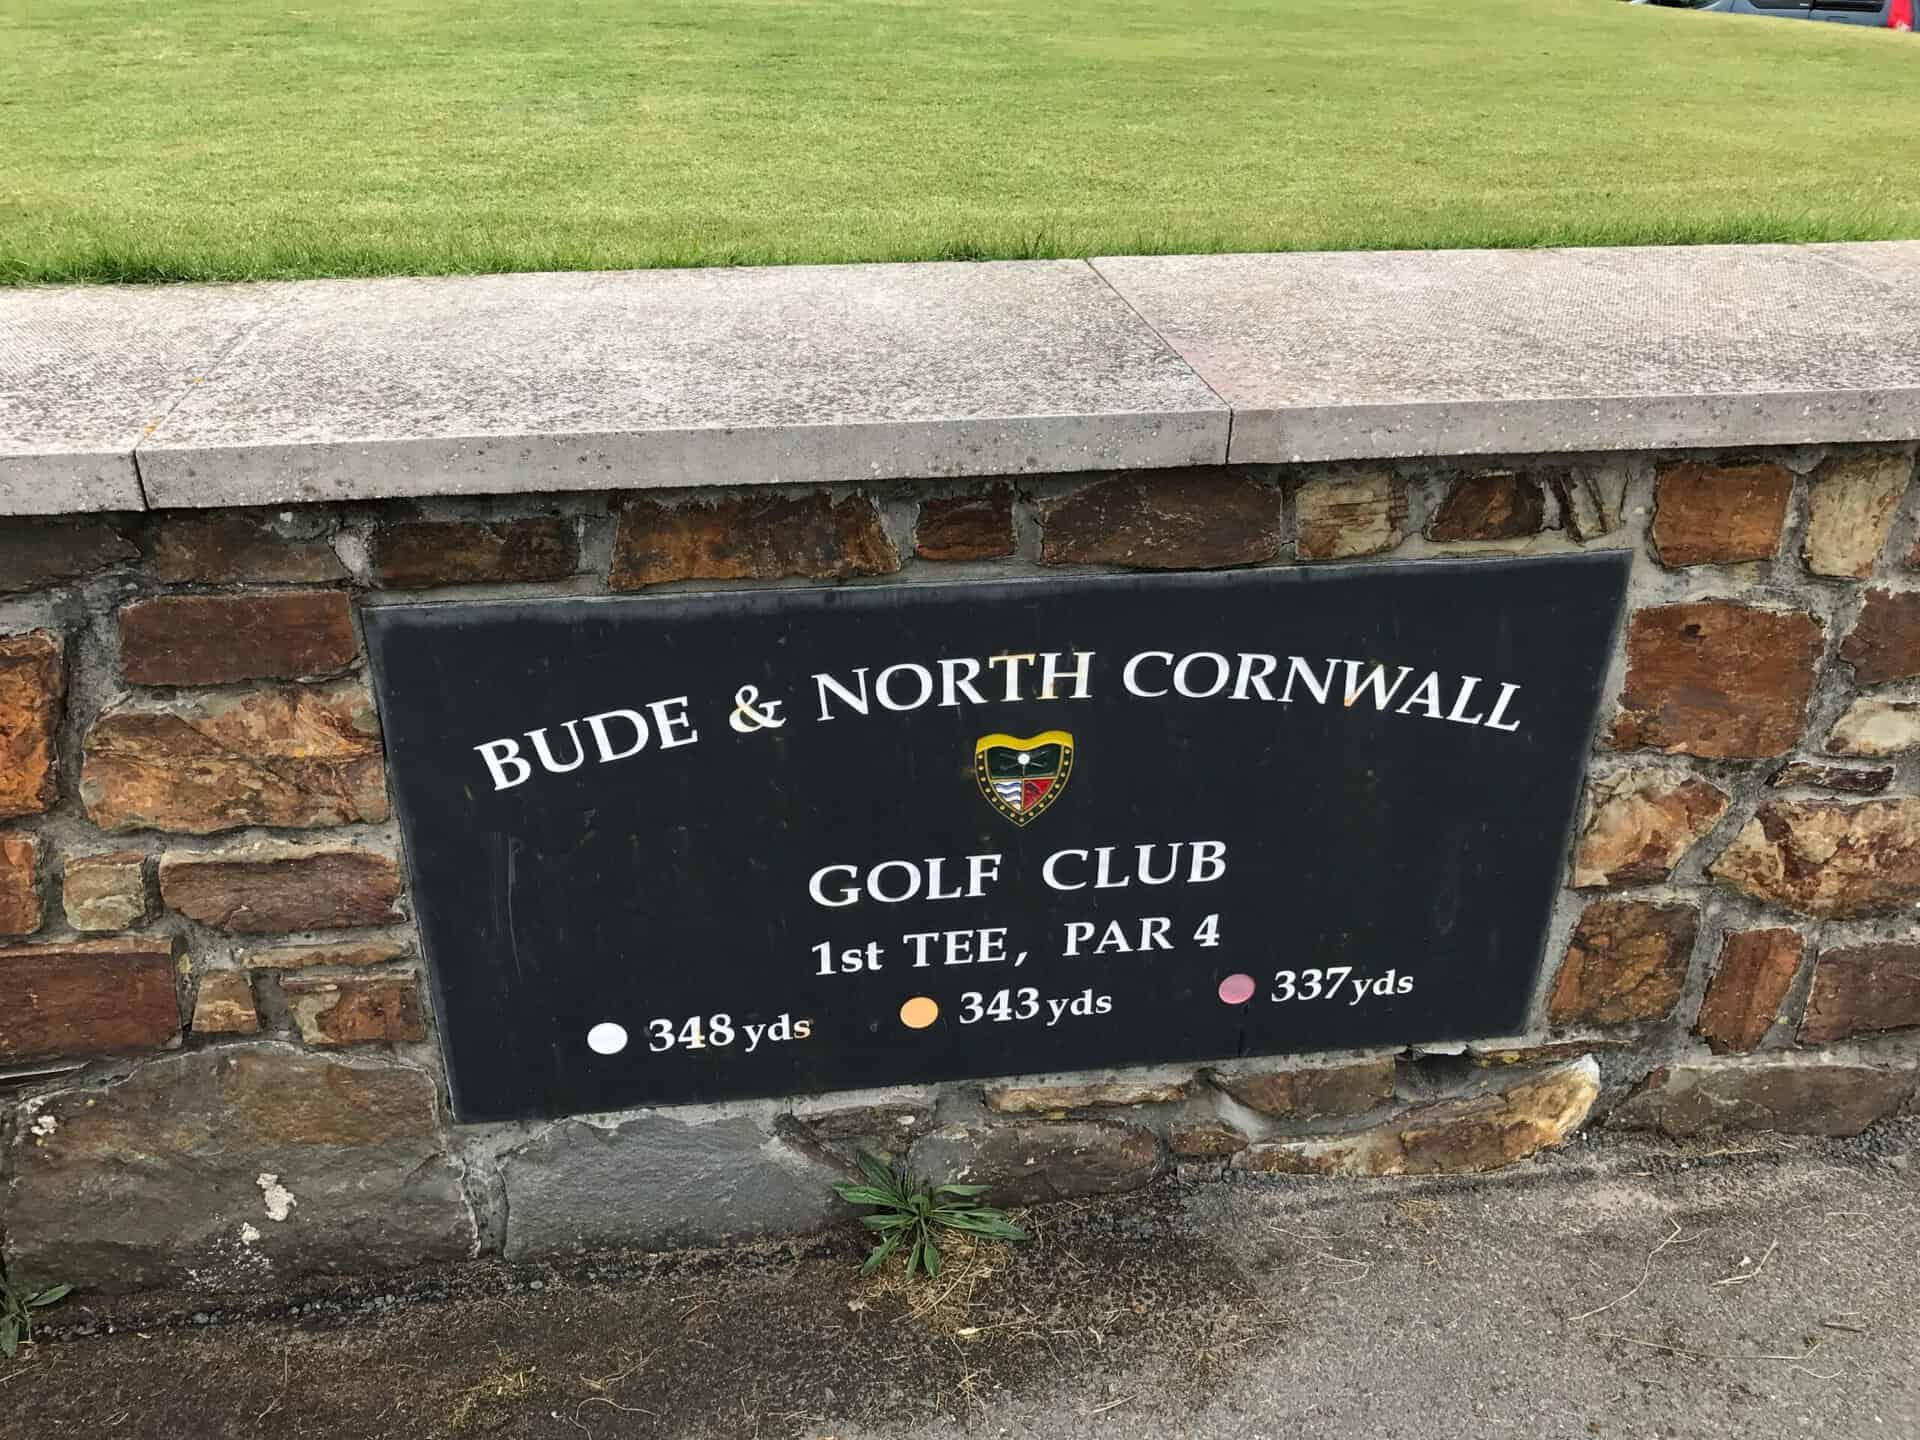 BUDE & NORTH CORNWALL
GOLF CLUB
1st TEE, PAR 4
348 yds 343 yds 337 yds